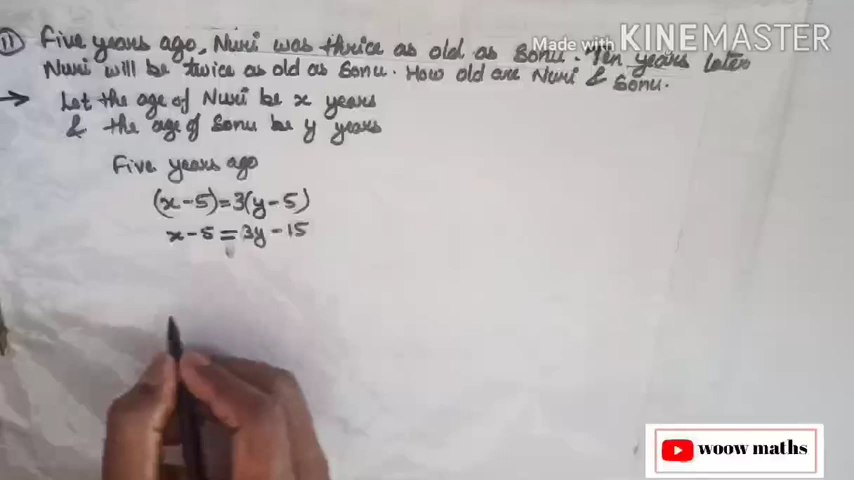 11 Five years ago, Nuri was thrice as old as Sonu. Ten years later
Nuri will be twice as old as Sonu. How old are Nuri & Sonu.
→ Let the age of Nuri be x years
& the age of Sonu be y years
Five years ago
(x-5)=3(y-5)
x-5=3y-15
Made with KINEMASTER
woow maths